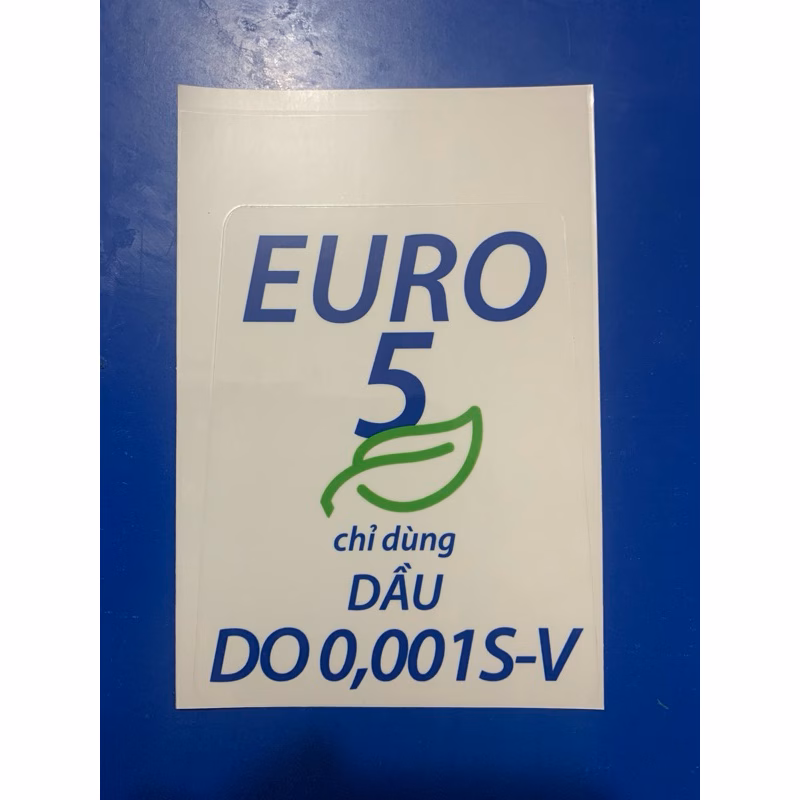 EURO
5
chỉ dùng
DẦU
DO 0,001S-V